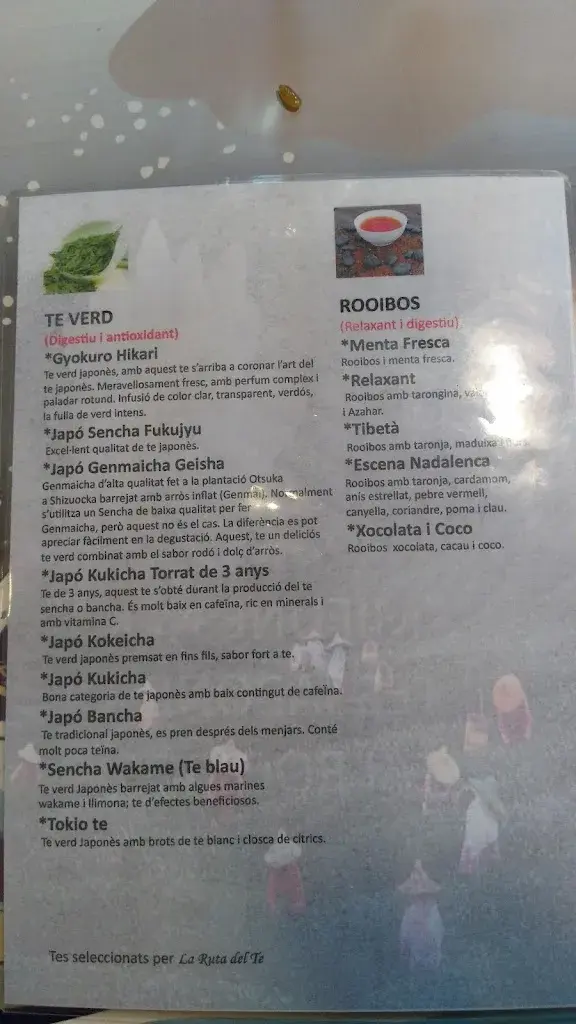 TE VERD
(Digestiu i antioxidant)
*Gyokuro Hikari
Te verd japonès, amb aquest te s'arriba a coronar l'art del
te japonès. Meravellosament fresc, amb perfum complex i
paladar rotund. Infusió de color clar, transparent, verdós,
la fulla de verd intens.
*Japó Sencha Fukujyu
Excel·lent qualitat de te japonès.
*Japó Genmaicha Geisha
Genmaicha d'alta qualitat fet a la plantació Otsuka
a Shizuocka barrejat amb arròs inflat (Genmai). Normalment
s'utilitza un Sencha de baixa qualitat per fer
Genmaicha, però aquest no és el cas. La diferència es pot
apreciar fàcilment en la degustació. Aquest, te un deliciós
te verd combinat amb el sabor rodó i dolç d'arròs.
*Japó Kukicha Torrat de 3 anys
Te de 3 anys, aquest te s'obté durant la producció del te
sencha o bancha. És molt baix en cafeïna, ric en minerals i
amb vitamina C.
*Japó Kokeicha
Te verd japonès premsat en fins fils, sabor fort a te.
*Japó Kukicha
Bona categoria de te japonès amb baix contingut de cafeïna.
*Japó Bancha
Te tradicional japonès, es pren després dels menjars. Conté
molt poca teïna.
*Sencha Wakame (Te blau)
Te verd Japonès barrejat amb algues marines
wakame i llimona; te d'efectes beneficiosos.
*Tokio te
Te verd Japonès amb brots de te blanc i closca de cítrics.
Tes seleccionats per La Ruta del Te
ROOIBOS
(Relaxant i digestiu)
*Menta Fresca
Rooibos i menta fresca.
*Relaxant
Rooibos amb tarongina,
i Azahar.
*Tibetà
Rooibos amb taronja, maduixa
*Escena Nadalenca
Rooibos amb taronja, cardamom,
anís estrellat, pebre vermell,
canyella, coriandre, poma i clau.
*Xocolata i Coco
Rooibos xocolata, cacau i coco.